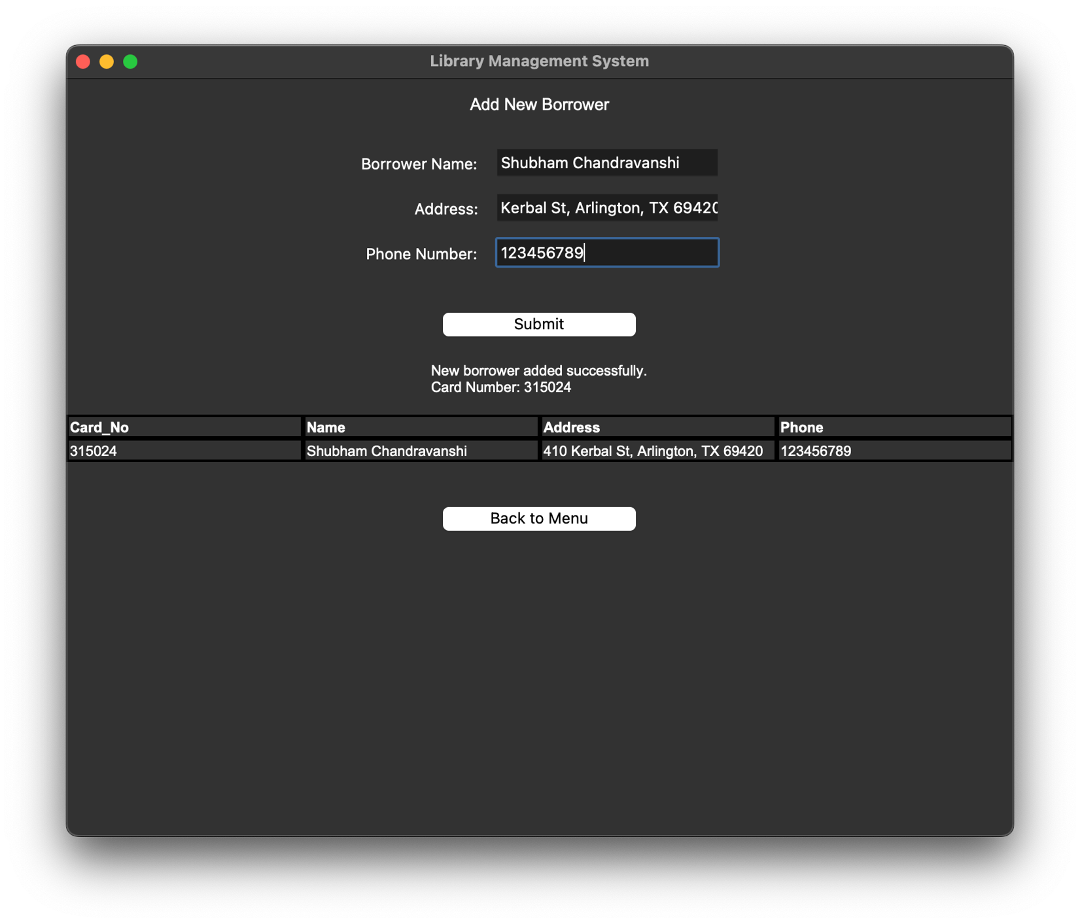 Library Management System
Add New Borrower
Borrower Name: Shubham Chandravanshi
Address: Kerbal St, Arlington, TX 69420
Phone Number: 123456789
Submit
New borrower added successfully.
Card Number: 315024
Card_No Name Address Phone
315024 Shubham Chandravanshi 410 Kerbal St, Arlington, TX 69420 123456789
Back to Menu